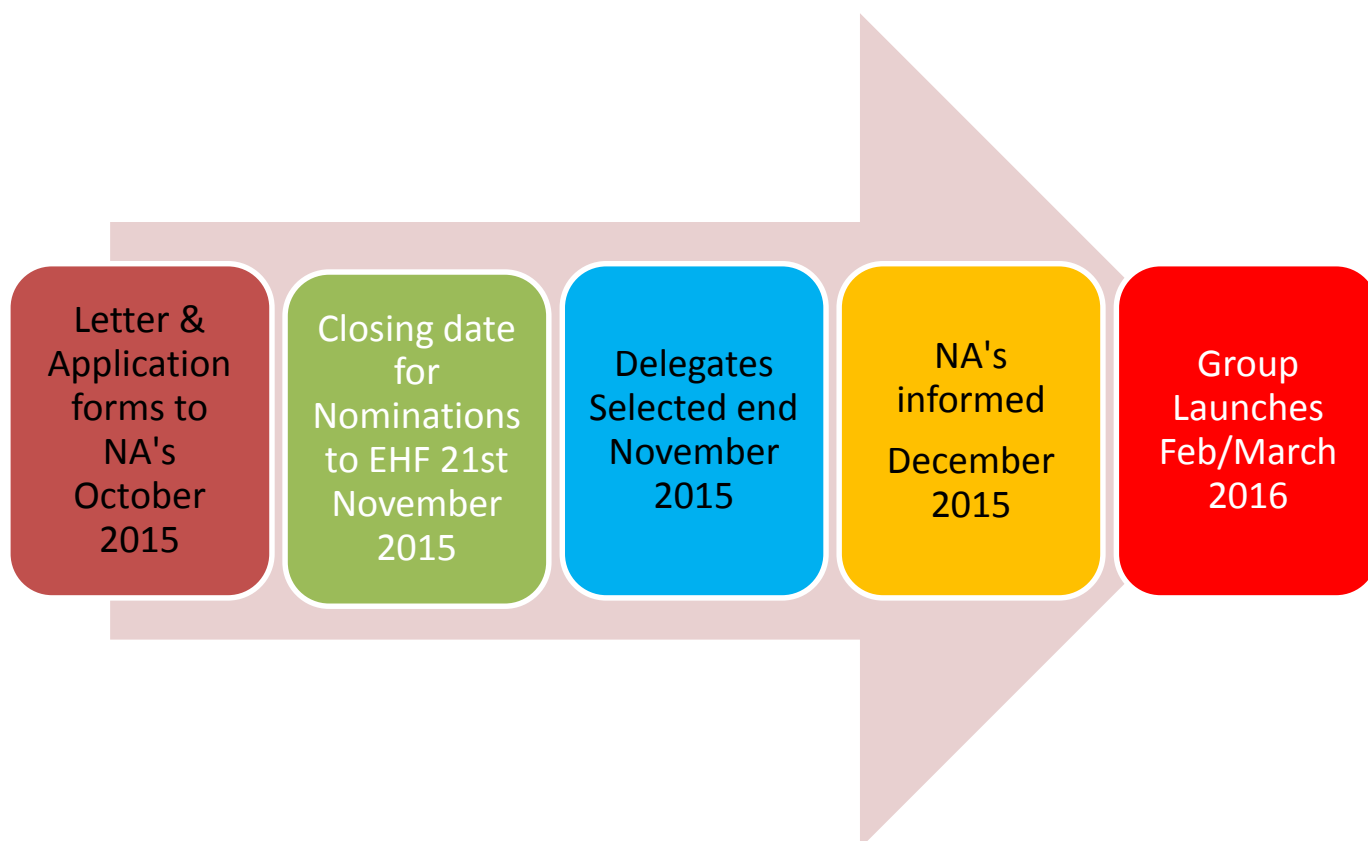 Letter &
Application
forms to
NA's
October
2015
Closing date
for
Nominations
to EHF 21st
November
2015
Delegates
Selected end
November
2015
NA's
informed
December
2015
Group
Launches
Feb/March
2016